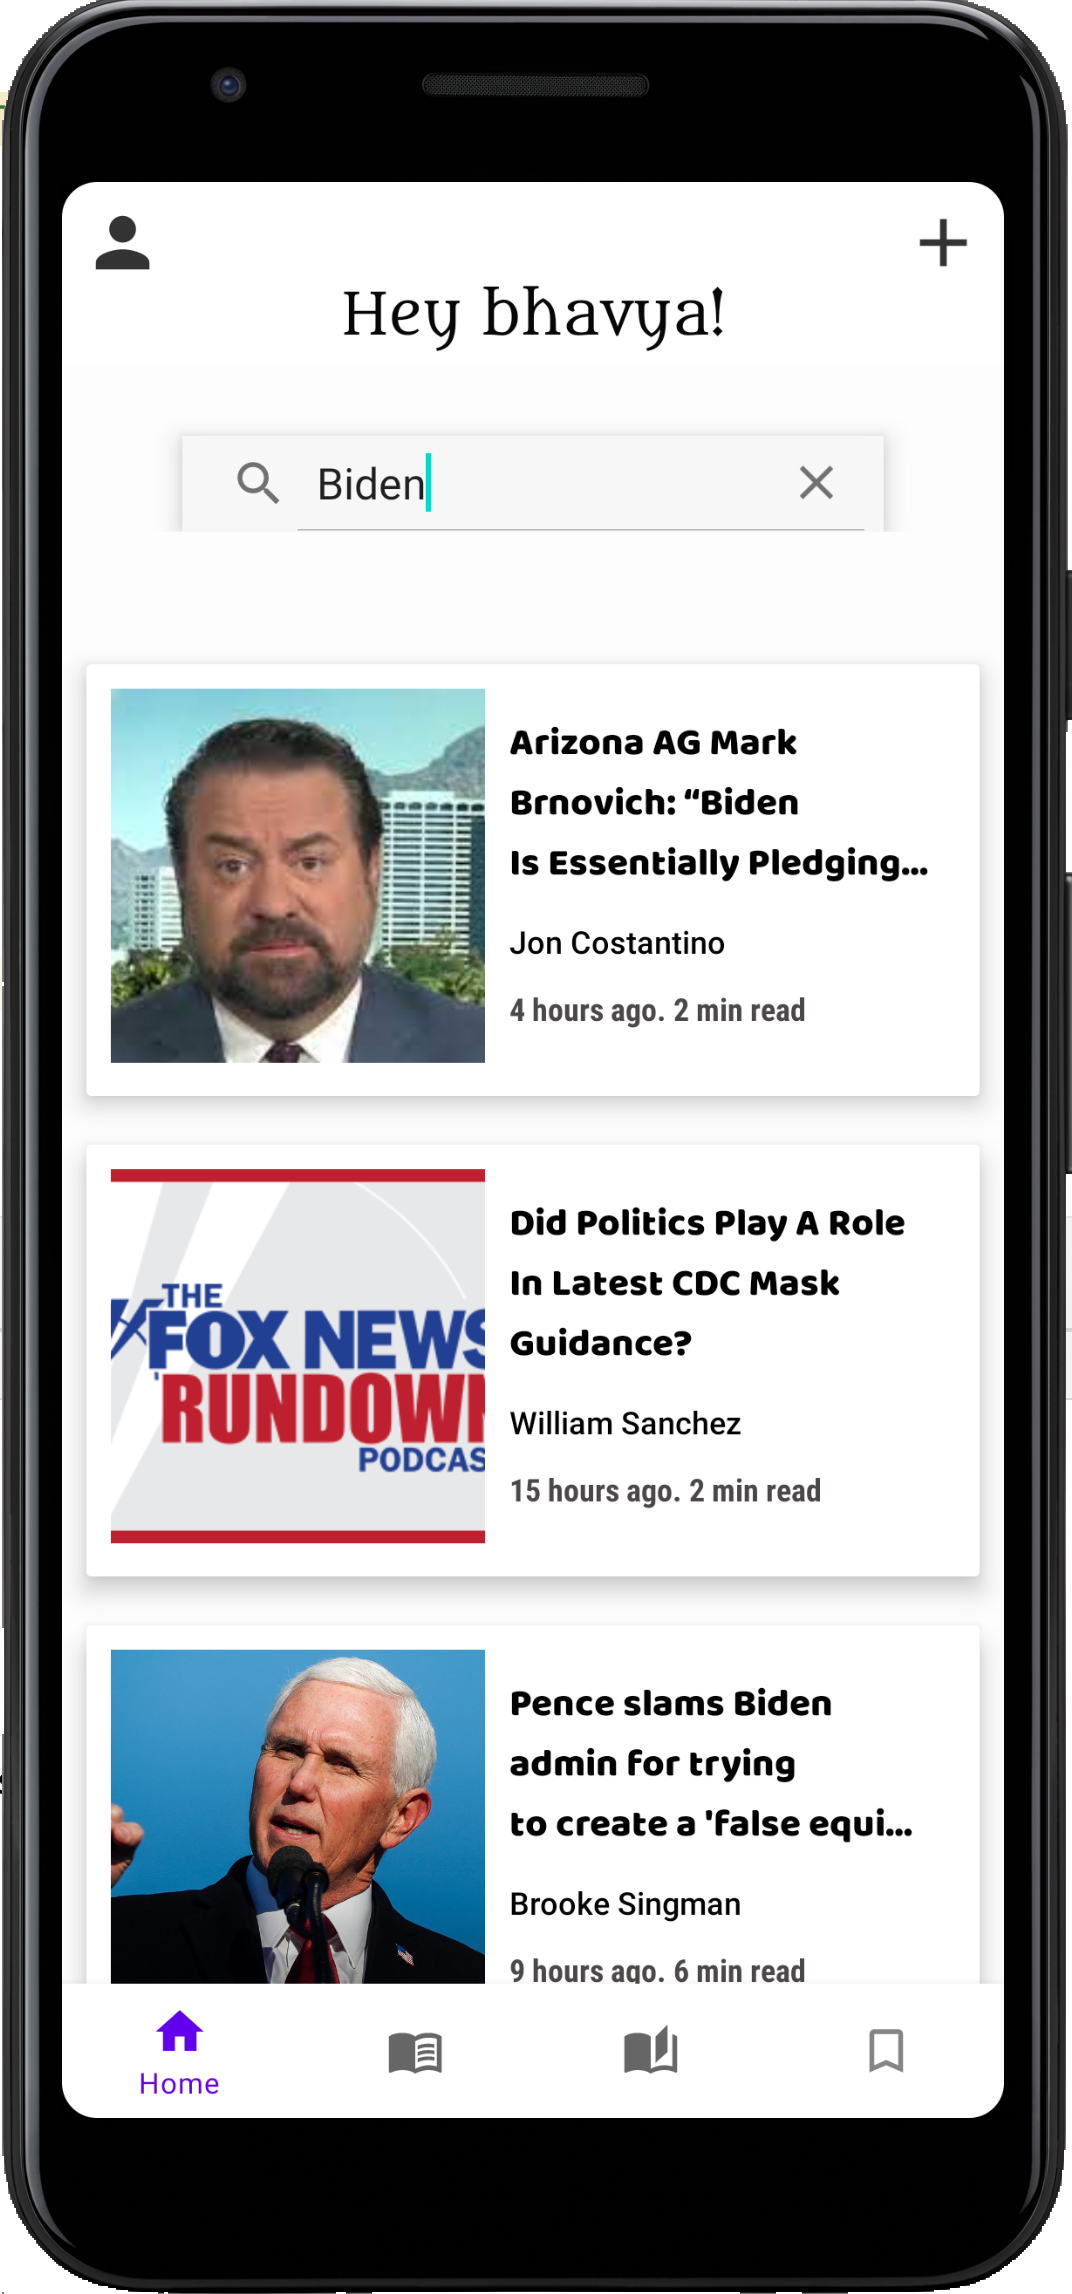 Hey bhavya!
Biden
Arizona AG Mark
Brnovich: “Biden
Is Essentially Pledging...
Jon Costantino
4 hours ago. 2 min read
THE
FOX NEWS
RUNDOWN
PODCAS
Did Politics Play A Role
In Latest CDC Mask
Guidance?
William Sanchez
15 hours ago. 2 min read
Pence slams Biden
admin for trying
to create a 'false equi...
Brooke Singman
9 hours ago. 6 min read
Home